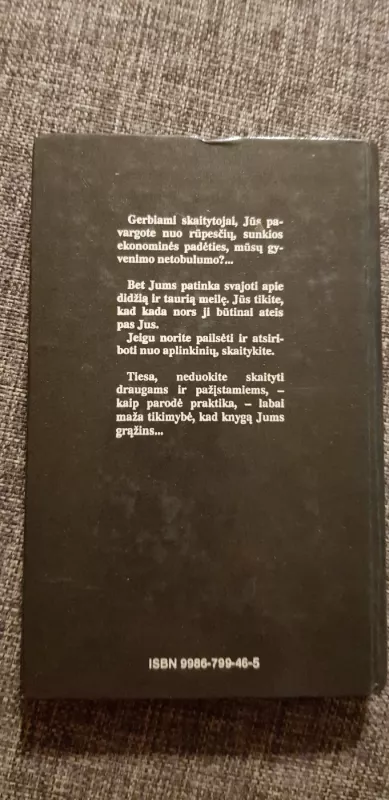 Gerbiami skaitytojai, Jūs pa-
vargote nuo rūpesčių, sunkios
ekonominės padėties, mūsų gy-
venimo netobulumo?...
Bet Jums patinka svajoti apie
didžią ir taurią meilę. Jūs tikite,
kad kada nors ji būtinai ateis
pas Jus.
Jeigu norite pailsėti ir atsiri-
boti nuo aplinkinių, skaitykite.
Tiesa, neduokite skaityti
draugams ir pažįstamiems, –
kaip parodė praktika, – labai
maža tikimybė, kad knygą Jums
grąžins...
ISBN 9986-799-46-5